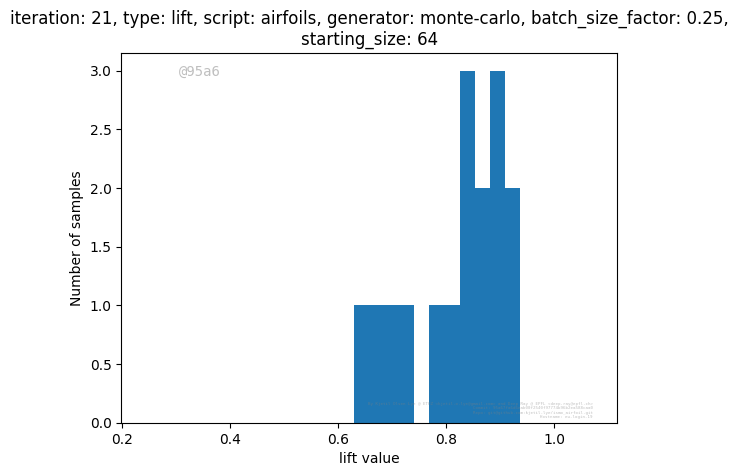 iteration: 21, type: lift, script: airfoils, generator: monte-carlo, batch_size_factor: 0.25,
starting_size: 64
@95a6
3.0
2.5
2.0
1.5
1.0
0.5
0.0
Number of samples
0.2
0.4
0.6
0.8
1.0
lift value